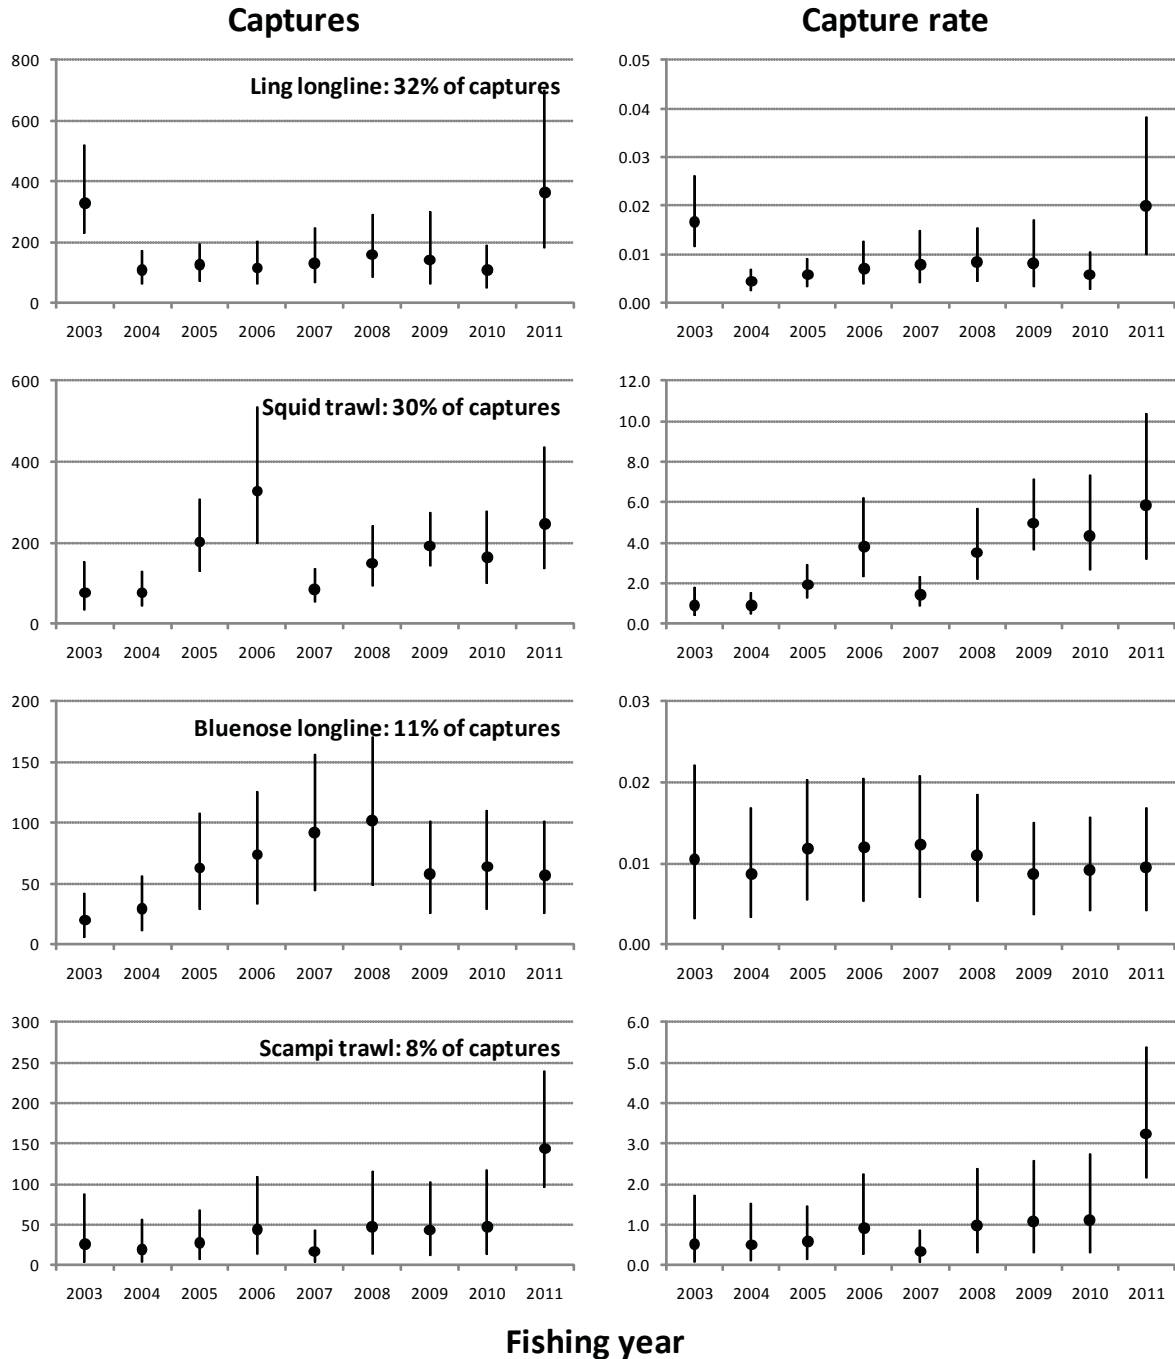 Captures Capture rate
800 0.05
Ling longline: 32% of captures
600 0.04
0.03
400
0.02
200
0.01
0 0.00
2003 2004 2005 2006 2007 2008 2009 2010 2011 2003 2004 2005 2006 2007 2008 2009 2010 2011
600 12.0
Squid trawl: 30% of captures
10.0
400 8.0
6.0
200 4.0
2.0
0 0.0
2003 2004 2005 2006 2007 2008 2009 2010 2011 2003 2004 2005 2006 2007 2008 2009 2010 2011
200 0.03
Bluenose longline: 11% of captures
150 0.02
100
0.01
50
0 0.00
2003 2004 2005 2006 2007 2008 2009 2010 2011 2003 2004 2005 2006 2007 2008 2009 2010 2011
300 6.0
Scampi trawl: 8% of captures
250 5.0
200 4.0
150 3.0
100 2.0
50 1.0
0 0.0
2003 2004 2005 2006 2007 2008 2009 2010 2011 2003 2004 2005 2006 2007 2008 2009 2010 2011
Fishing year